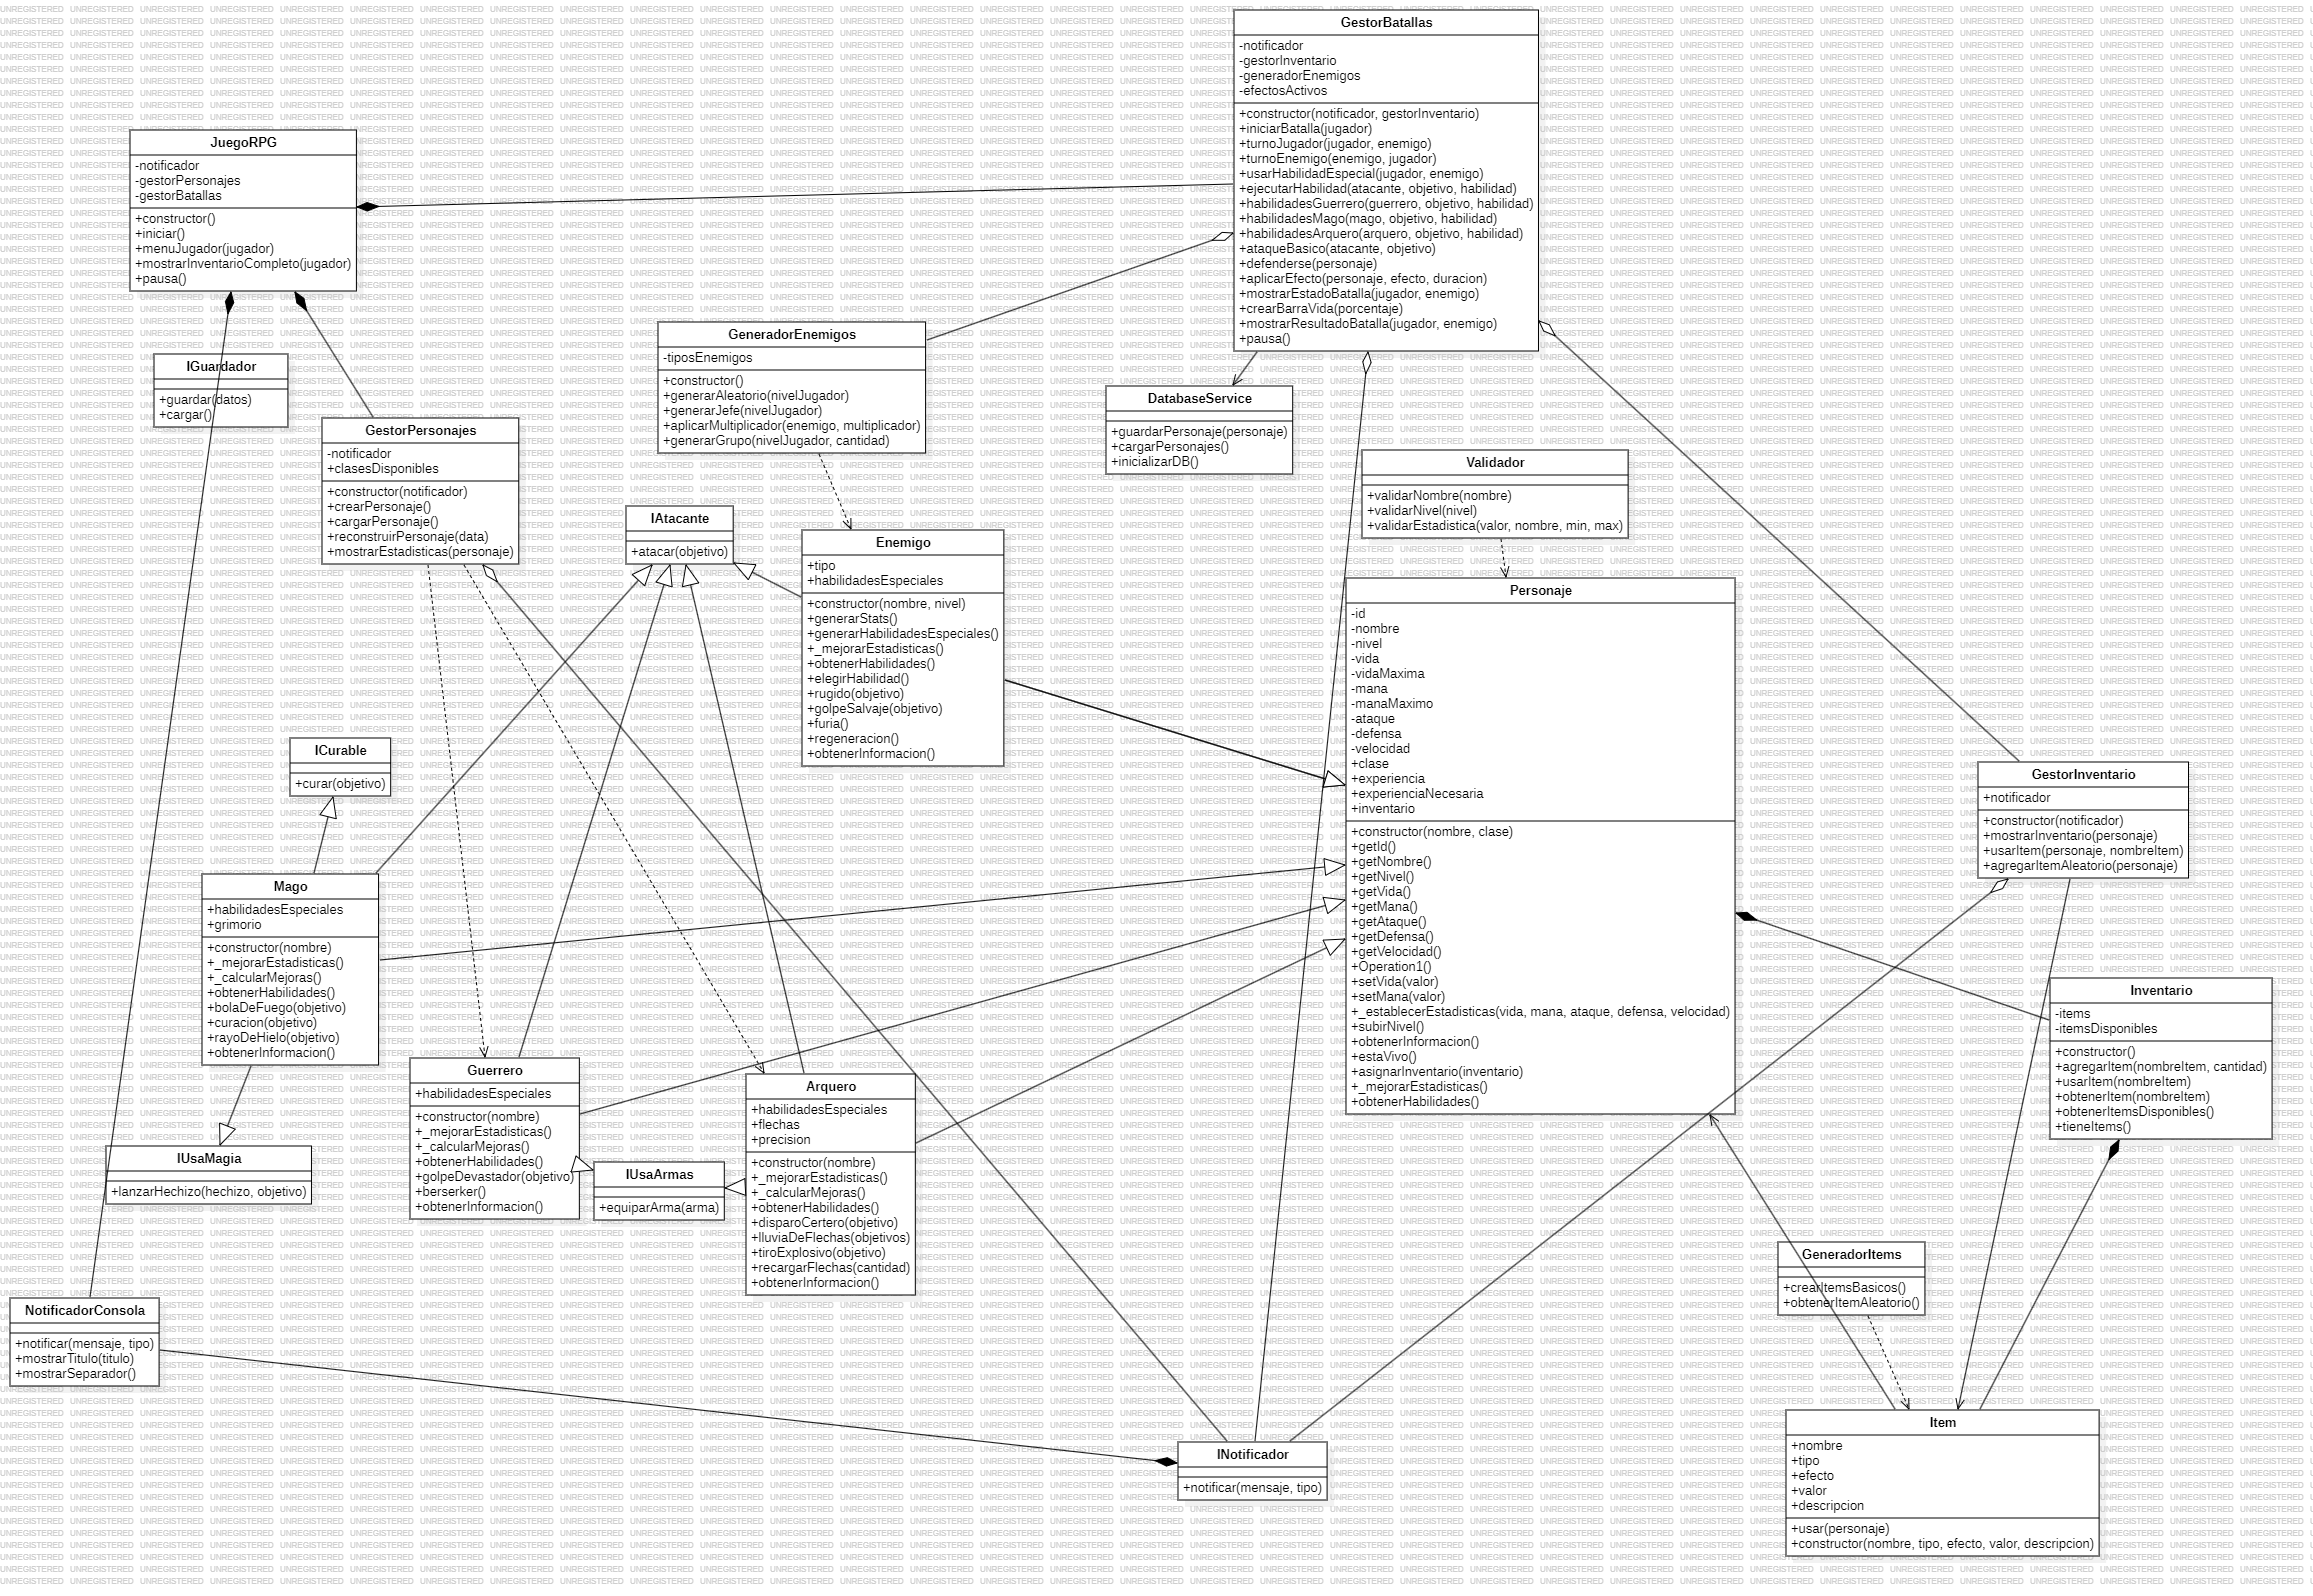 GestorBatallas
-notificador
-gestorInventario
-generadorEnemigos
-efectosActivos
+constructor(notificador, gestorInventario)
+iniciarBatalla(jugador)
+turnoJugador(jugador, enemigo)
+turnoEnemigo(enemigo, jugador)
+usarHabilidadEspecial(jugador, enemigo)
+ejecutarHabilidad(atacante, objetivo, habilidad)
+habilidadesGuerrero(guerrero, objetivo, habilidad)
+habilidadesMago(mago, objetivo, habilidad)
+habilidadesArquero(arquero, objetivo, habilidad)
+ataqueBasico(atacante, objetivo)
+defenderse(personaje)
+aplicarEfecto(personaje, efecto, duracion)
+mostrarEstadoBatalla(jugador, enemigo)
+crearBarraVida(porcentaje)
+mostrarResultadoBatalla(jugador, enemigo)
+pausa()
JuegoRPG
-notificador
-gestorPersonajes
-gestorBatallas
+constructor()
+iniciar()
+menuJugador(jugador)
+mostrarInventarioCompleto(jugador)
+pausa()
GeneradorEnemigos
-tiposEnemigos
+constructor()
+generarAleatorio(nivelJugador)
+generarJefe(nivelJugador)
+aplicarMultiplicador(enemigo, multiplicador)
+generarGrupo(nivelJugador, cantidad)
IGuardador
+guardar(datos)
+cargar()
DatabaseService
+guardarPersonaje(personaje)
+cargarPersonajes()
+inicializarDB()
GestorPersonajes
-notificador
+clasesDisponibles
+constructor(notificador)
+crearPersonaje()
+cargarPersonaje()
+reconstruirPersonaje(data)
+mostrarEstadisticas(personaje)
Validador
+validarNombre(nombre)
+validarNivel(nivel)
+validarEstadistica(valor, nombre, min, max)
IAtacante
+atacar(objetivo)
Enemigo
+tipo
+habilidadesEspeciales
+constructor(nombre, nivel)
+generarStats()
+generarHabilidadesEspeciales()
+_mejorarEstadisticas()
+obtenerHabilidades()
+elegirHabilidad()
+rugido(objetivo)
+golpeSalvaje(objetivo)
+furia()
+regeneracion()
+obtenerInformacion()
Personaje
-id
-nombre
-nivel
-vida
-vidaMaxima
-mana
-manaMaximo
-ataque
-defensa
-velocidad
+clase
+experiencia
+experienciaNecesaria
+inventario
+constructor(nombre, clase)
+getId()
+getNombre()
+getNivel()
+getVida()
+getMana()
+getAtaque()
+getDefensa()
+getVelocidad()
+Operation1()
+setVida(valor)
+setMana(valor)
+_establecerEstadisticas(vida, mana, ataque, defensa, velocidad)
+subirNivel()
+obtenerInformacion()
+estaVivo()
+asignarInventario(inventario)
+_mejorarEstadisticas()
+obtenerHabilidades()
ICurable
+curar(objetivo)
GestorInventario
+notificador
+constructor(notificador)
+mostrarInventario(personaje)
+usarItem(personaje, nombreItem)
+agregarItemAleatorio(personaje)
Mago
+habilidadesEspeciales
+grimorio
+constructor(nombre)
+_mejorarEstadisticas()
+_calcularMejoras()
+obtenerHabilidades()
+bolaDeFuego(objetivo)
+curacion(objetivo)
+rayoDeHielo(objetivo)
+obtenerInformacion()
Inventario
-items
-itemsDisponibles
+constructor()
+agregarItem(nombreItem, cantidad)
+usarItem(nombreItem)
+obtenerItem(nombreItem)
+obtenerItemsDisponibles()
+tieneItems()
Guerrero
+habilidadesEspeciales
+constructor(nombre)
+_mejorarEstadisticas()
+_calcularMejoras()
+obtenerHabilidades()
+golpeDevastador(objetivo)
+berserker()
+obtenerInformacion()
Arquero
+habilidadesEspeciales
+flechas
+precision
+constructor(nombre)
+_mejorarEstadisticas()
+_calcularMejoras()
+obtenerHabilidades()
+disparoCertero(objetivo)
+lluviaDeFlechas(objetivos)
+tiroExplosivo(objetivo)
+recargarFlechas(cantidad)
+obtenerInformacion()
IUsaMagia
+lanzarHechizo(hechizo, objetivo)
IUsaArmas
+equiparArma(arma)
GeneradorItems
+crearItemsBasicos()
+obtenerItemAleatorio()
NotificadorConsola
+notificar(mensaje, tipo)
+mostrarTitulo(titulo)
+mostrarSeparador()
INotificador
+notificar(mensaje, tipo)
Item
+nombre
+tipo
+efecto
+valor
+descripcion
+usar(personaje)
+constructor(nombre, tipo, efecto, valor, descripcion)
UNREGISTERED